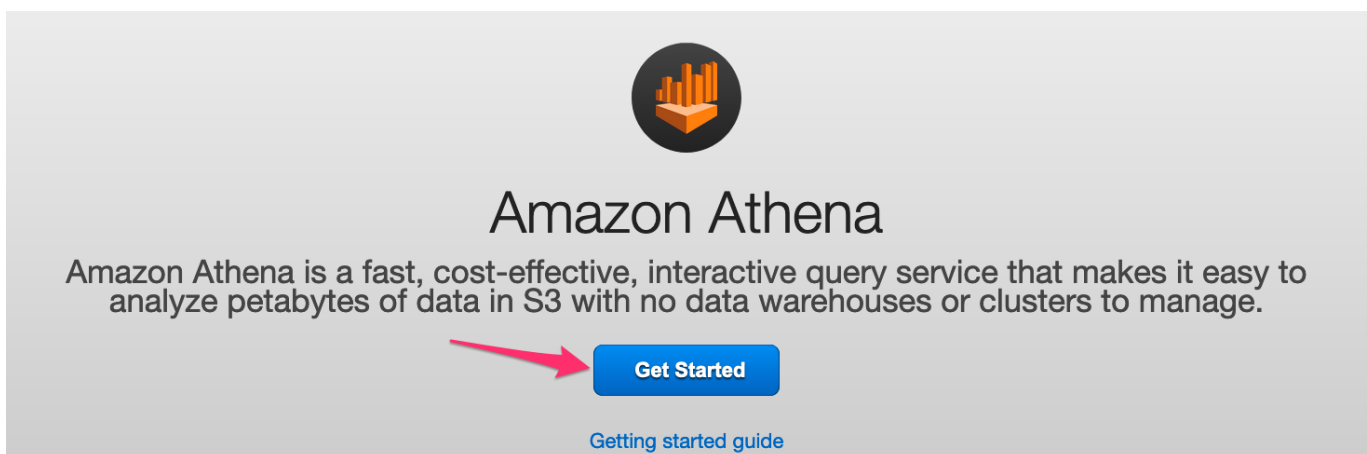 Amazon Athena
Amazon Athena is a fast, cost-effective, interactive query service that makes it easy to
analyze petabytes of data in S3 with no data warehouses or clusters to manage.
Get Started
Getting started guide